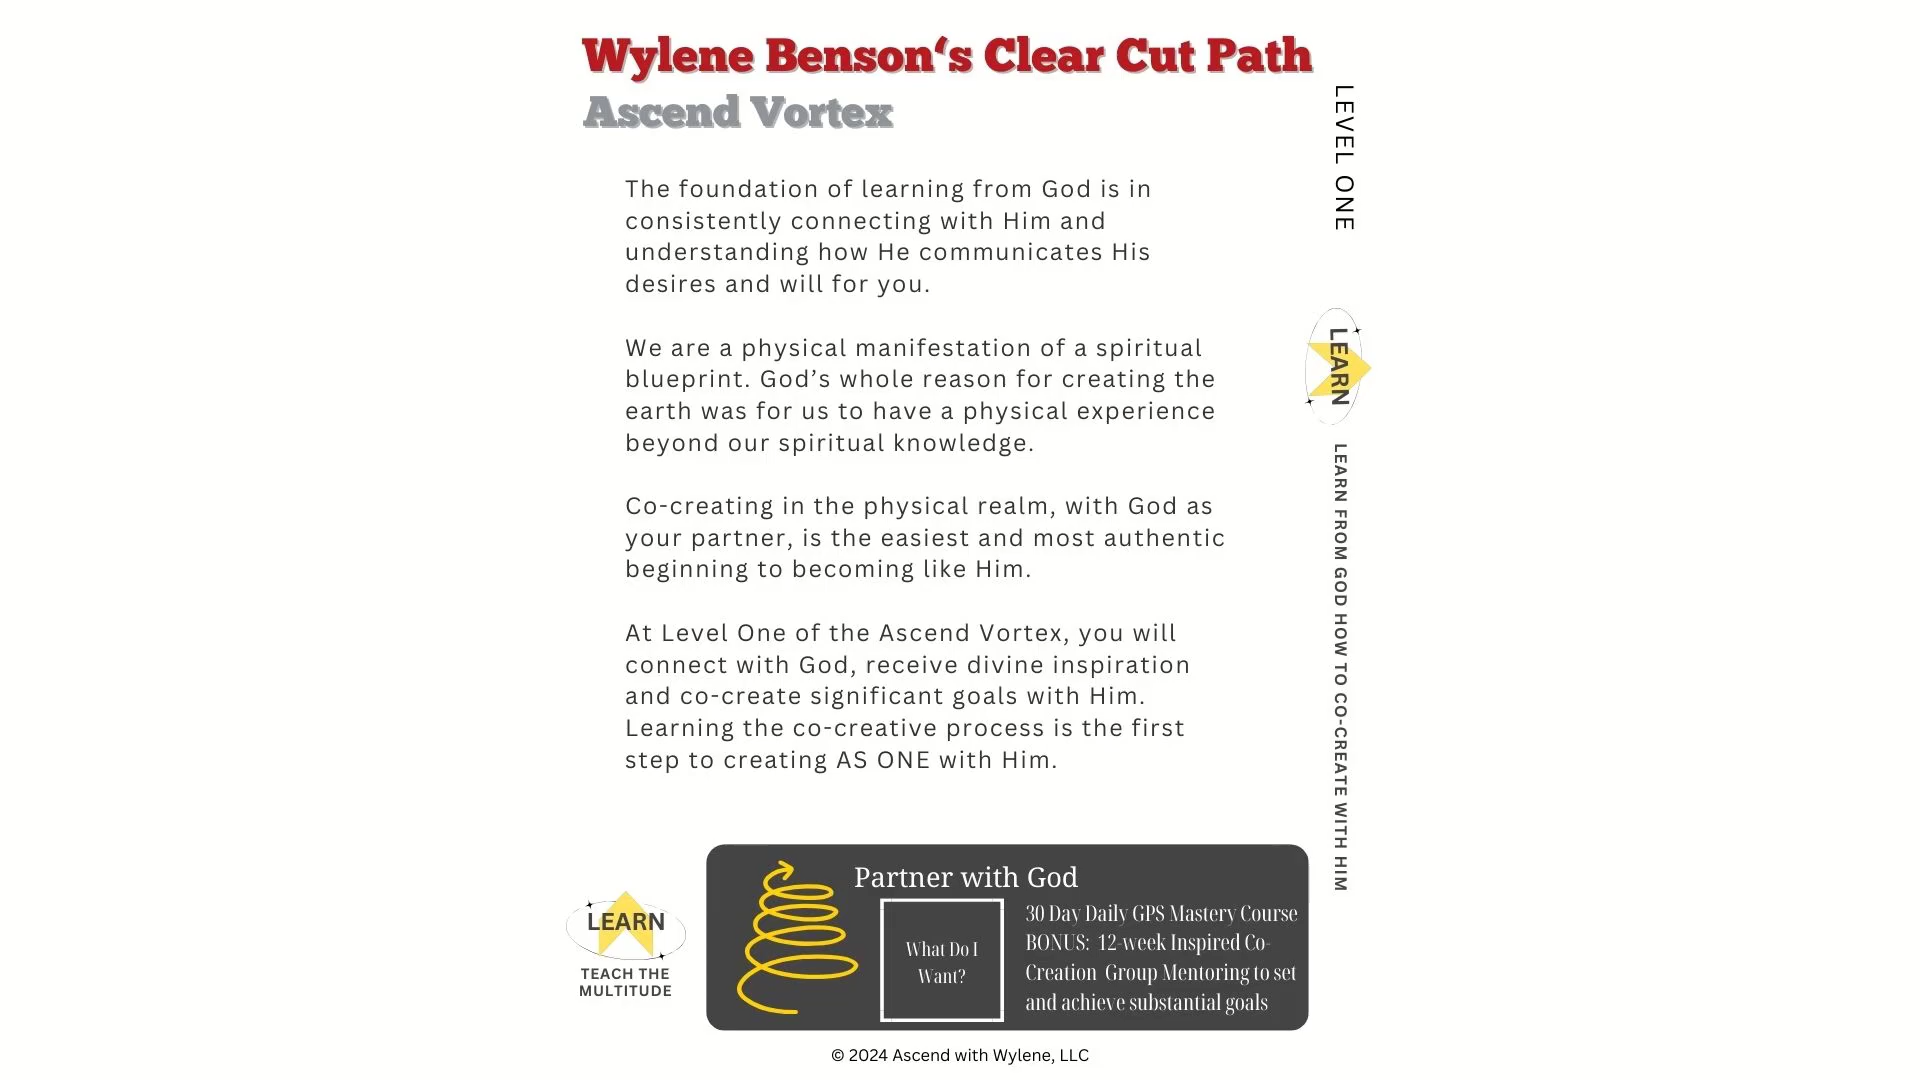 Wylene Benson‘s Clear Cut Path
Ascend Vortex
LEVEL ONE
The foundation of learning from God is in
consistently connecting with Him and
understanding how He communicates His
desires and will for you.
We are a physical manifestation of a spiritual
blueprint. God’s whole reason for creating the
earth was for us to have a physical experience
beyond our spiritual knowledge.
Co-creating in the physical realm, with God as
your partner, is the easiest and most authentic
beginning to becoming like Him.
At Level One of the Ascend Vortex, you will
connect with God, receive divine inspiration
and co-create significant goals with Him.
Learning the co-creative process is the first
step to creating AS ONE with Him.
LEARN
LEARN FROM GOD HOW TO CO-CREATE WITH HIM
LEARN
TEACH THE
MULTITUDE
Partner with God
What Do I
Want?
30 Day Daily GPS Mastery Course
BONUS: 12-week Inspired Co-
Creation Group Mentoring to set
and achieve substantial goals
© 2024 Ascend with Wylene, LLC